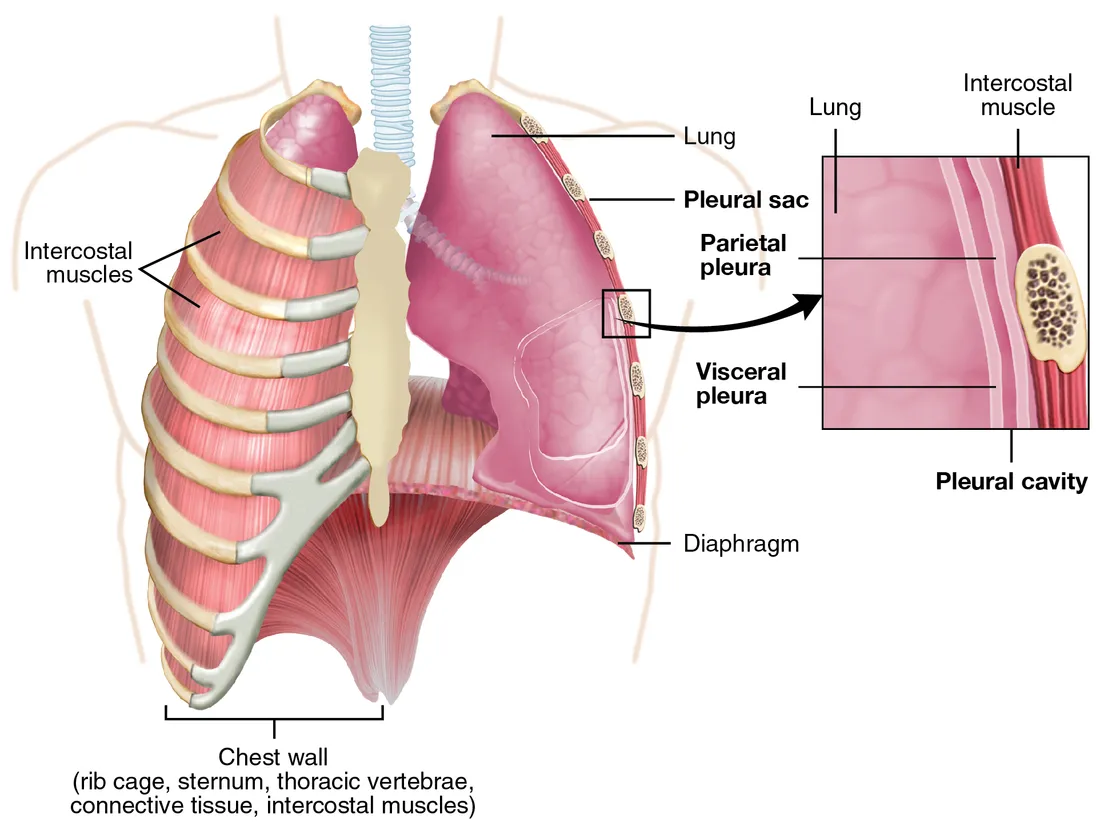 Intercostal
muscles
Lung
Pleural sac
Parietal
pleura
Visceral
pleura
Diaphragm
Lung
Intercostal
muscle
Pleural cavity
Chest wall
(rib cage, sternum, thoracic vertebrae,
connective tissue, intercostal muscles)